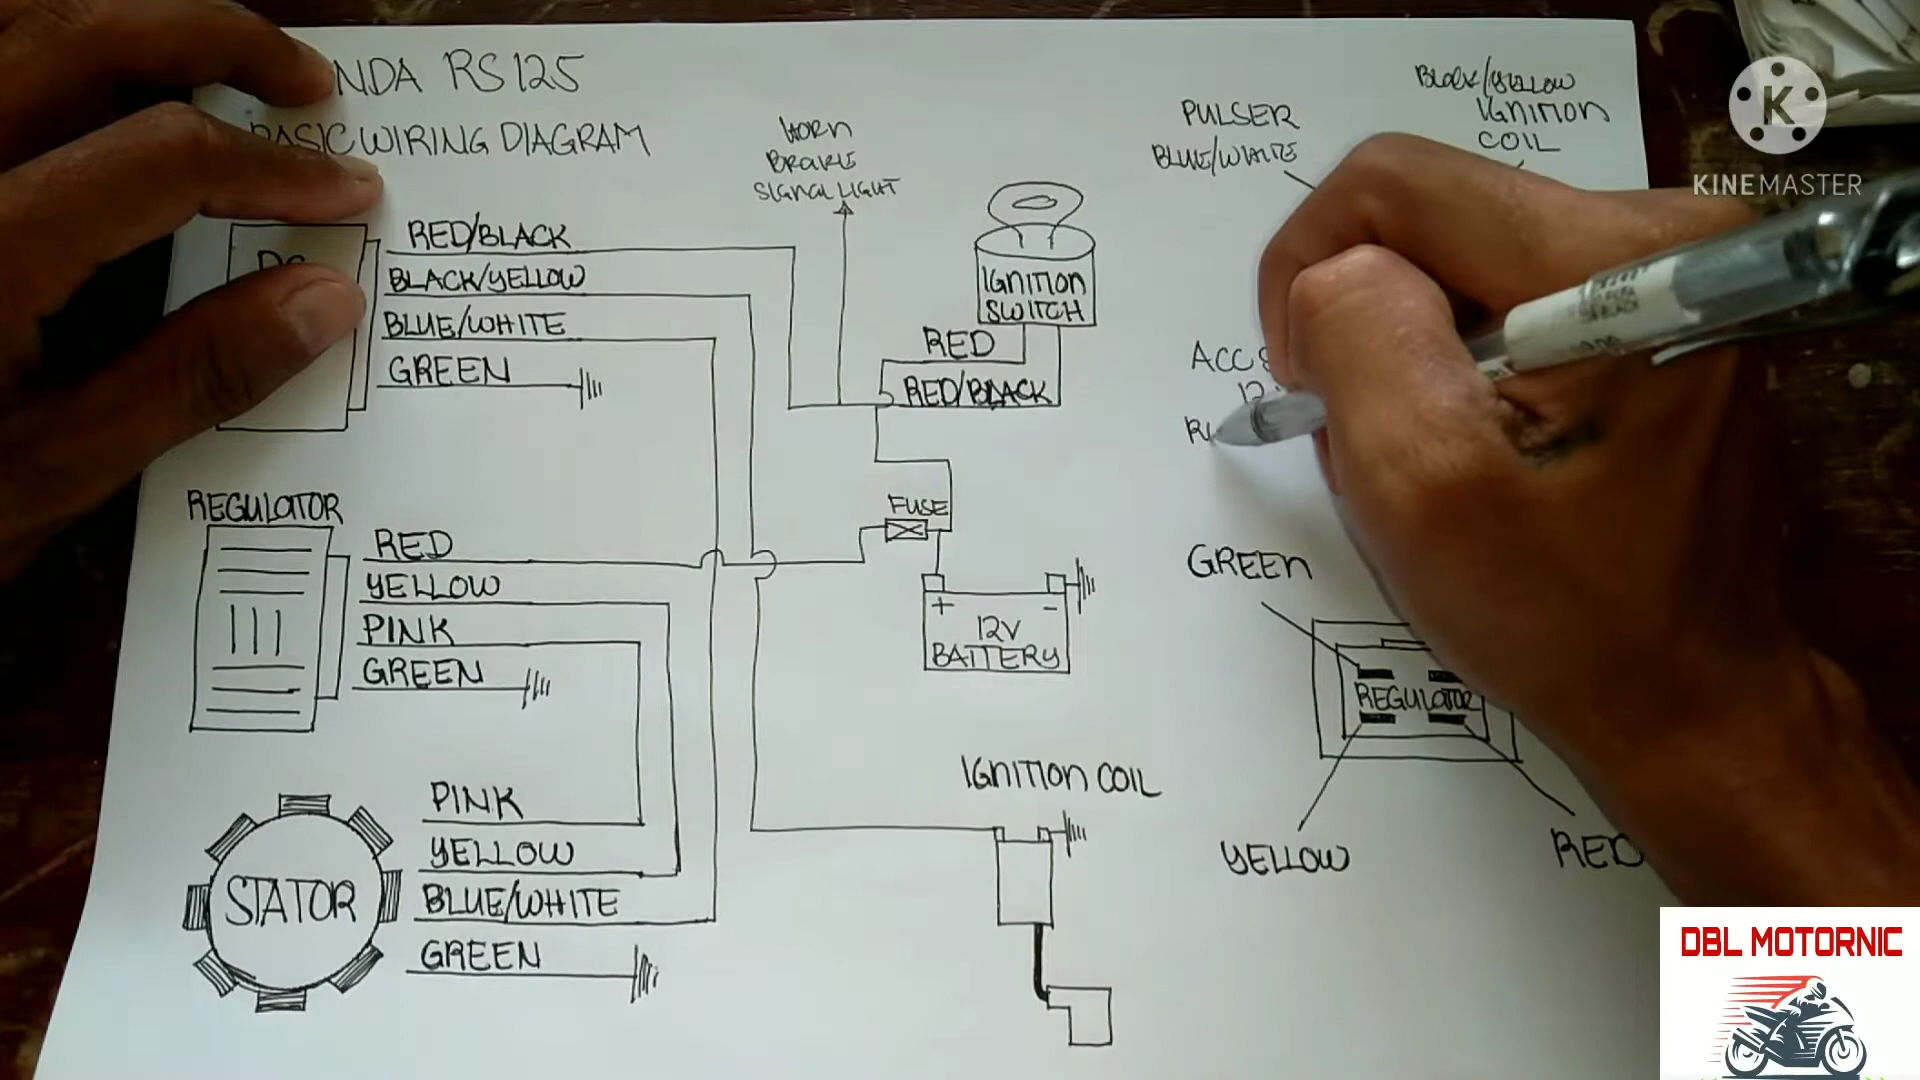 NDA RS125
BASIC WIRING DIAGRAM
HORN
BRAKE
SIGNAL LIGHT
RED/BLACK
BLACK/YELLOW
BLUE/WHITE
GREEN
IGNITION
SWITCH
RED
RED/BLACK
REGULATOR
RED
YELLOW
PINK
GREEN
FUSE
+ -
12V
BATTERY
STATOR
PINK
YELLOW
BLUE/WHITE
GREEN
IGNITION COIL
PULSER
BLUE/WHITE
BLACK/YELLOW
IGNITION
COIL
ACC
12
GREEN
REGULATOR
YELLOW
RED
K
KINEMASTER
DBL MOTORNIC